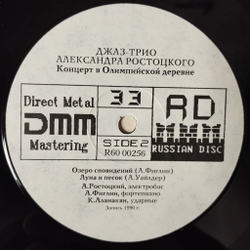 ДЖАЗ-ТРИО
АЛЕКСАНДРА РОСТОЦКОГО
Концерт в Олимпийской деревне
Direct Metal
DMM
Mastering
33
SIDE 2
R60 00256
RD
RUSSIAN DISC
Озеро сновидений (А.Фиглин)
Луна и песок (А.Уайлдер)
А.Ростоцкий, электробас
А.Фиглин, фортепиано
К.Аланакян, ударные
Запись 1990 г.